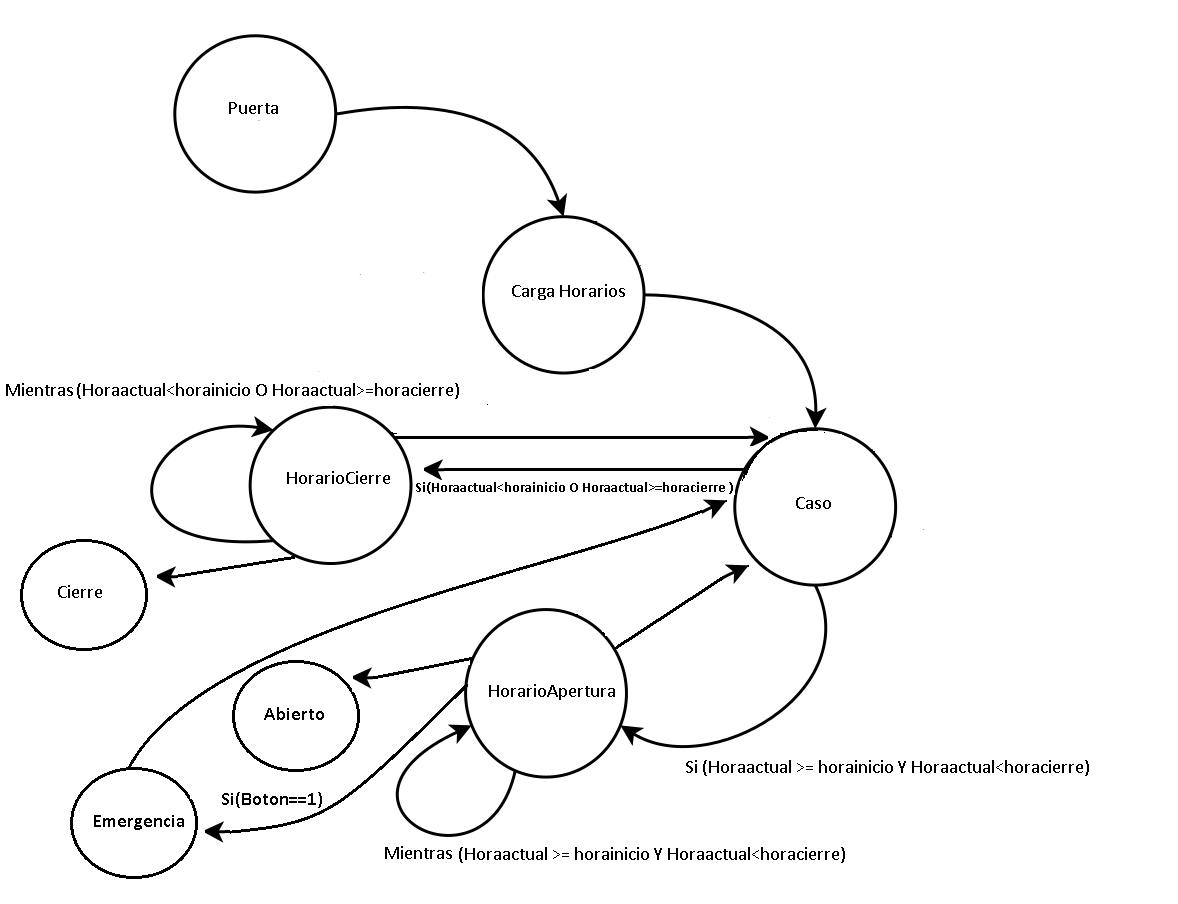 Puerta
Carga Horarios
Mientras (Horaactual<horainicio O Horaactual>=horacierre)
HorarioCierre
Si(Horaactual<horainicio O Horaactual>=horacierre )
Caso
Cierre
HorarioApertura
Abierto
Si (Horaactual >= horainicio Y Horaactual<horacierre)
Si(Boton==1)
Emergencia
Mientras (Horaactual >= horainicio Y Horaactual<horacierre)